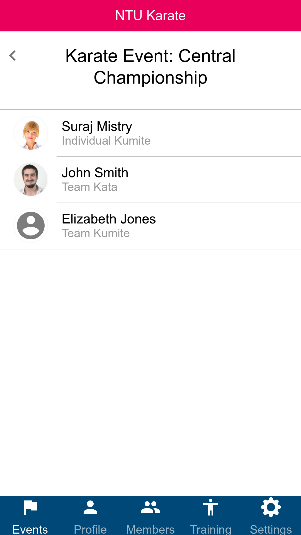 NTU Karate
Karate Event: Central
Championship
Suraj Mistry
Individual Kumite
John Smith
Team Kata
Elizabeth Jones
Team Kumite
Events Profile Members Training Settings